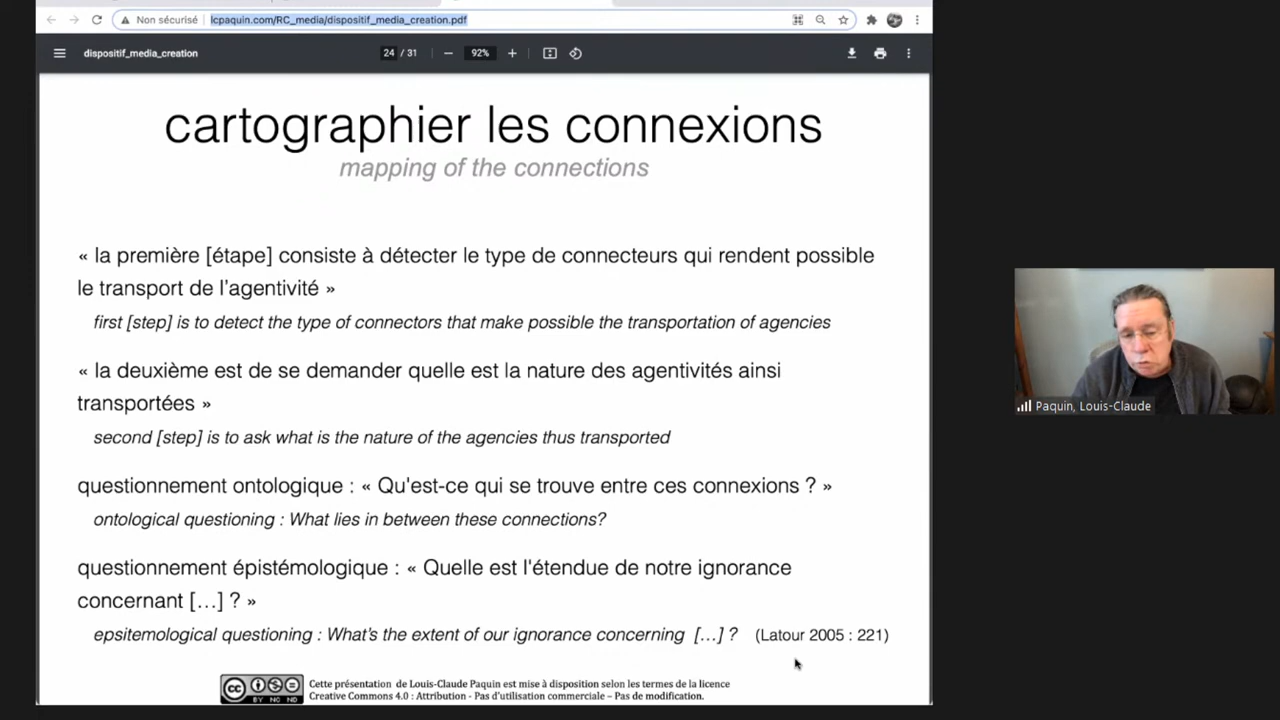 Non sécurisé
lcpaquin.com/RC_media/dispositif_media_creation.pdf
dispositif_media_creation
24 / 31
92%
cartographier les connexions
mapping of the connections
« la première [étape] consiste à détecter le type de connecteurs qui rendent possible
le transport de l'agentivité »
first [step] is to detect the type of connectors that make possible the transportation of agencies
« la deuxième est de se demander quelle est la nature des agentivités ainsi
transportées »
second [step] is to ask what is the nature of the agencies thus transported
questionnement ontologique : « Qu'est-ce qui se trouve entre ces connexions ? »
ontological questioning : What lies in between these connections?
questionnement épistémologique : « Quelle est l'étendue de notre ignorance
concernant […] ? »
epsitemological questioning : What's the extent of our ignorance concerning […] ? (Latour 2005 : 221)
cc BY NC ND
Cette présentation de Louis-Claude Paquin est mise à disposition selon les termes de la licence
Creative Commons 4.0 : Attribution - Pas d'utilisation commerciale – Pas de modification.
Paquin, Louis-Claude